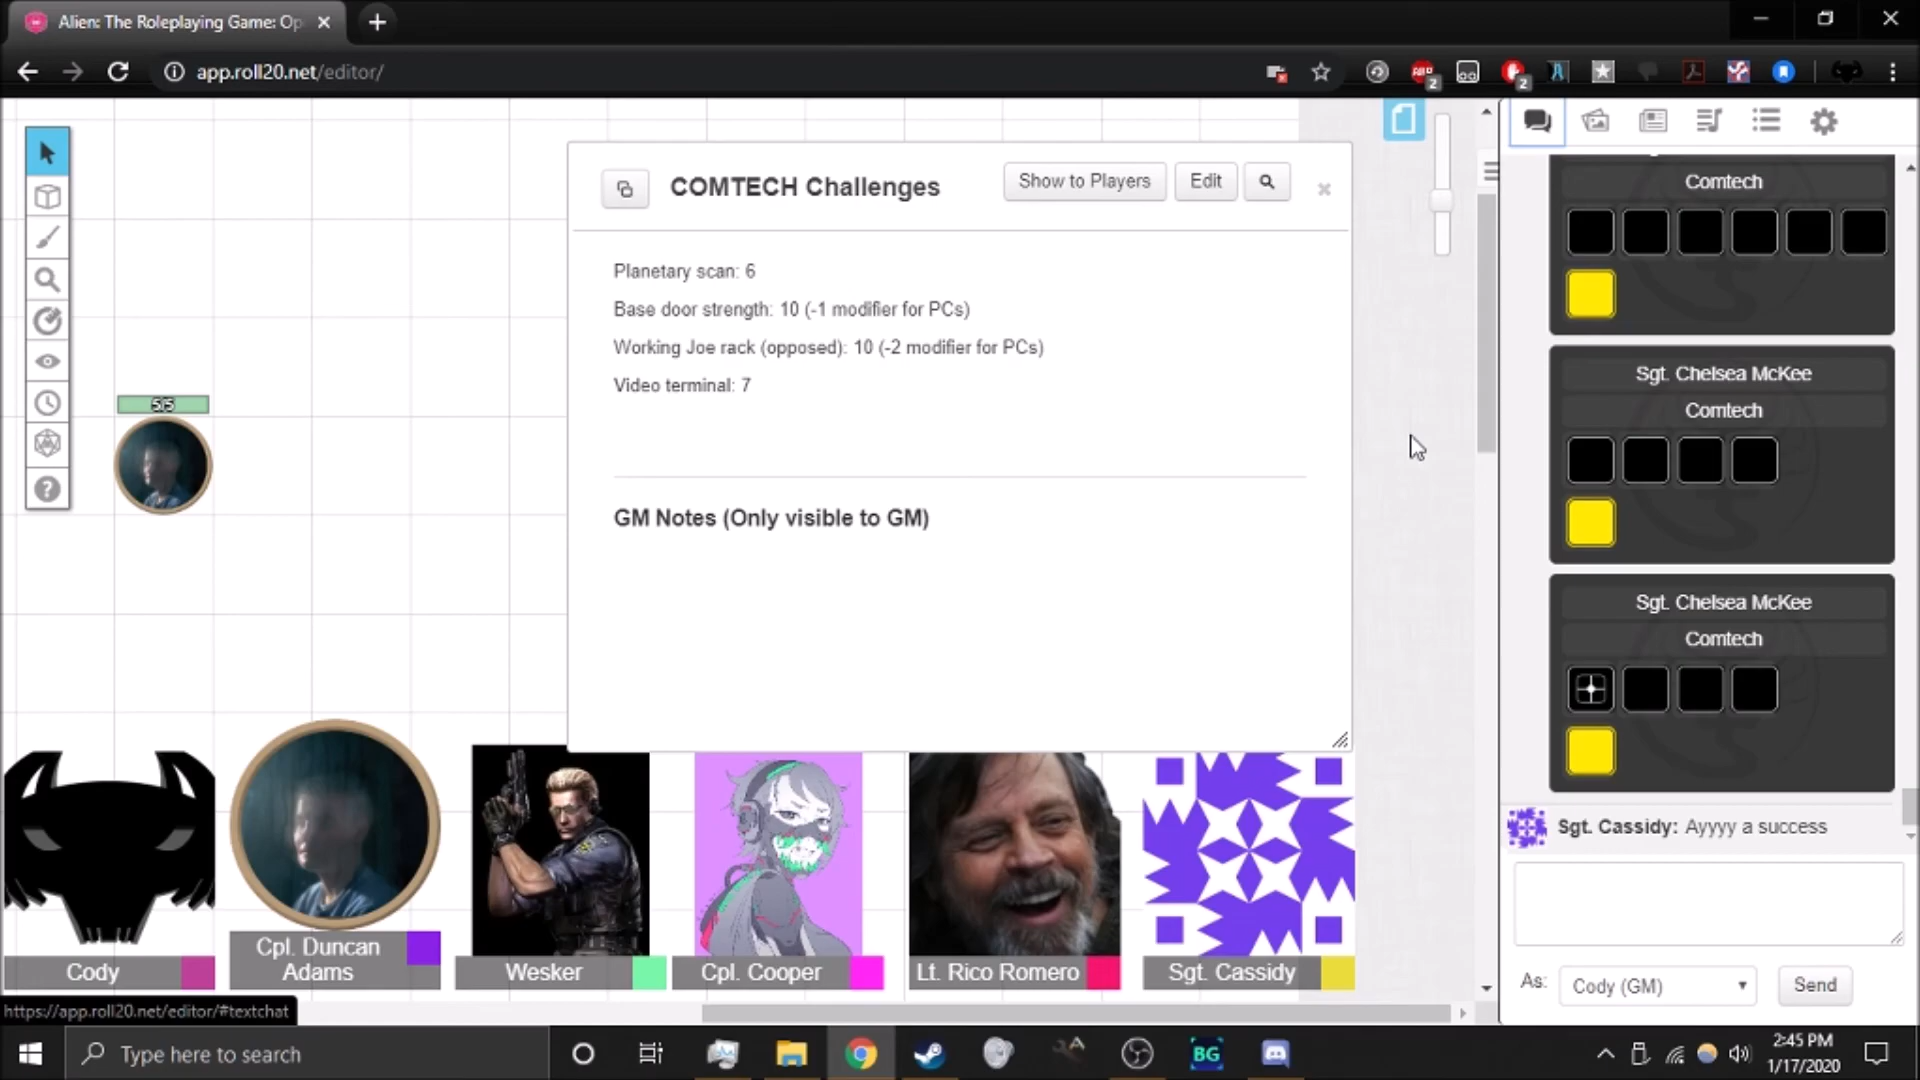 Alien: The Roleplaying Game: Op
app.roll20.net/editor/
2
2
COMTECH Challenges
Show to Players
Edit
Planetary scan: 6
Base door strength: 10 (-1 modifier for PCs)
Working Joe rack (opposed): 10 (-2 modifier for PCs)
Video terminal: 7
GM Notes (Only visible to GM)
5/5
Comtech
Sgt. Chelsea McKee
Comtech
Sgt. Chelsea McKee
Comtech
Sgt. Cassidy: Ayyyy a success
As:
Cody (GM)
Send
Cody
Cpl. Duncan
Adams
Wesker
Cpl. Cooper
Lt. Rico Romero
Sgt. Cassidy
https://app.roll20.net/editor/#textchat
Type here to search
BG
2:45 PM
1/17/2020